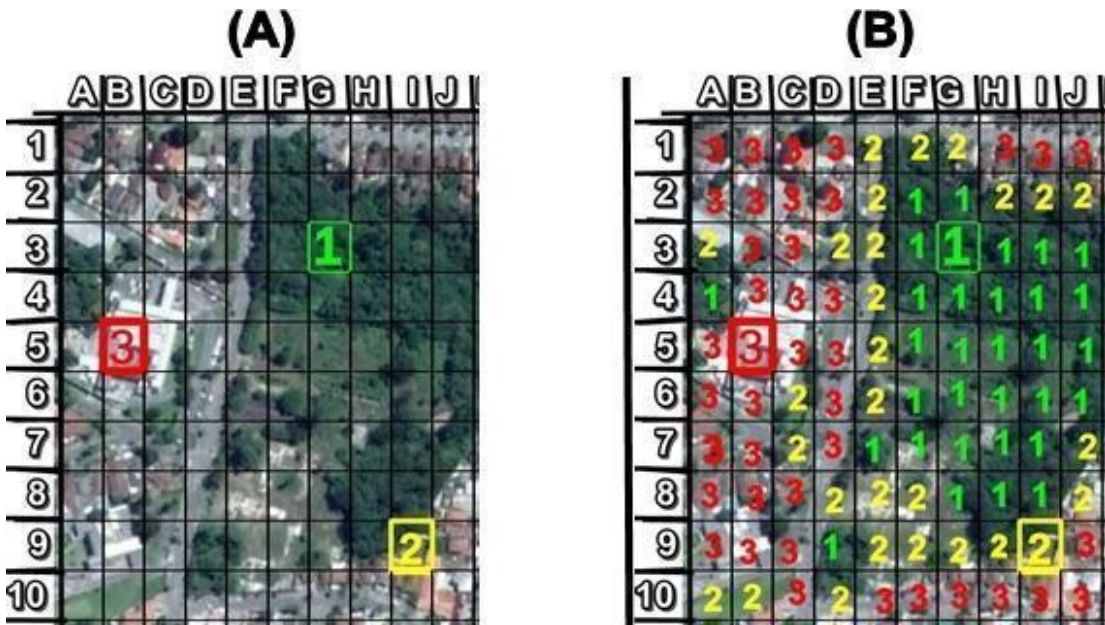 (A)
A B C D E F G H I J
1
2
3 1
4
5 3
6
7
8
9 2
10
(B)
A B C D E F G H I J
1 3 3 3 3 2 2 2 3 3 3
2 3 3 3 3 2 1 1 2 2 2
3 2 3 3 2 2 1 1 1 1 1
4 1 3 3 3 2 1 1 1 1 1
5 3 3 3 3 2 1 1 1 1 1
6 3 3 2 3 2 1 1 1 1 1
7 3 3 2 3 1 1 1 1 1 2
8 3 3 3 2 2 2 1 1 1 2
9 3 3 3 1 2 2 2 2 2 3
10 2 2 3 2 3 3 3 3 3 3